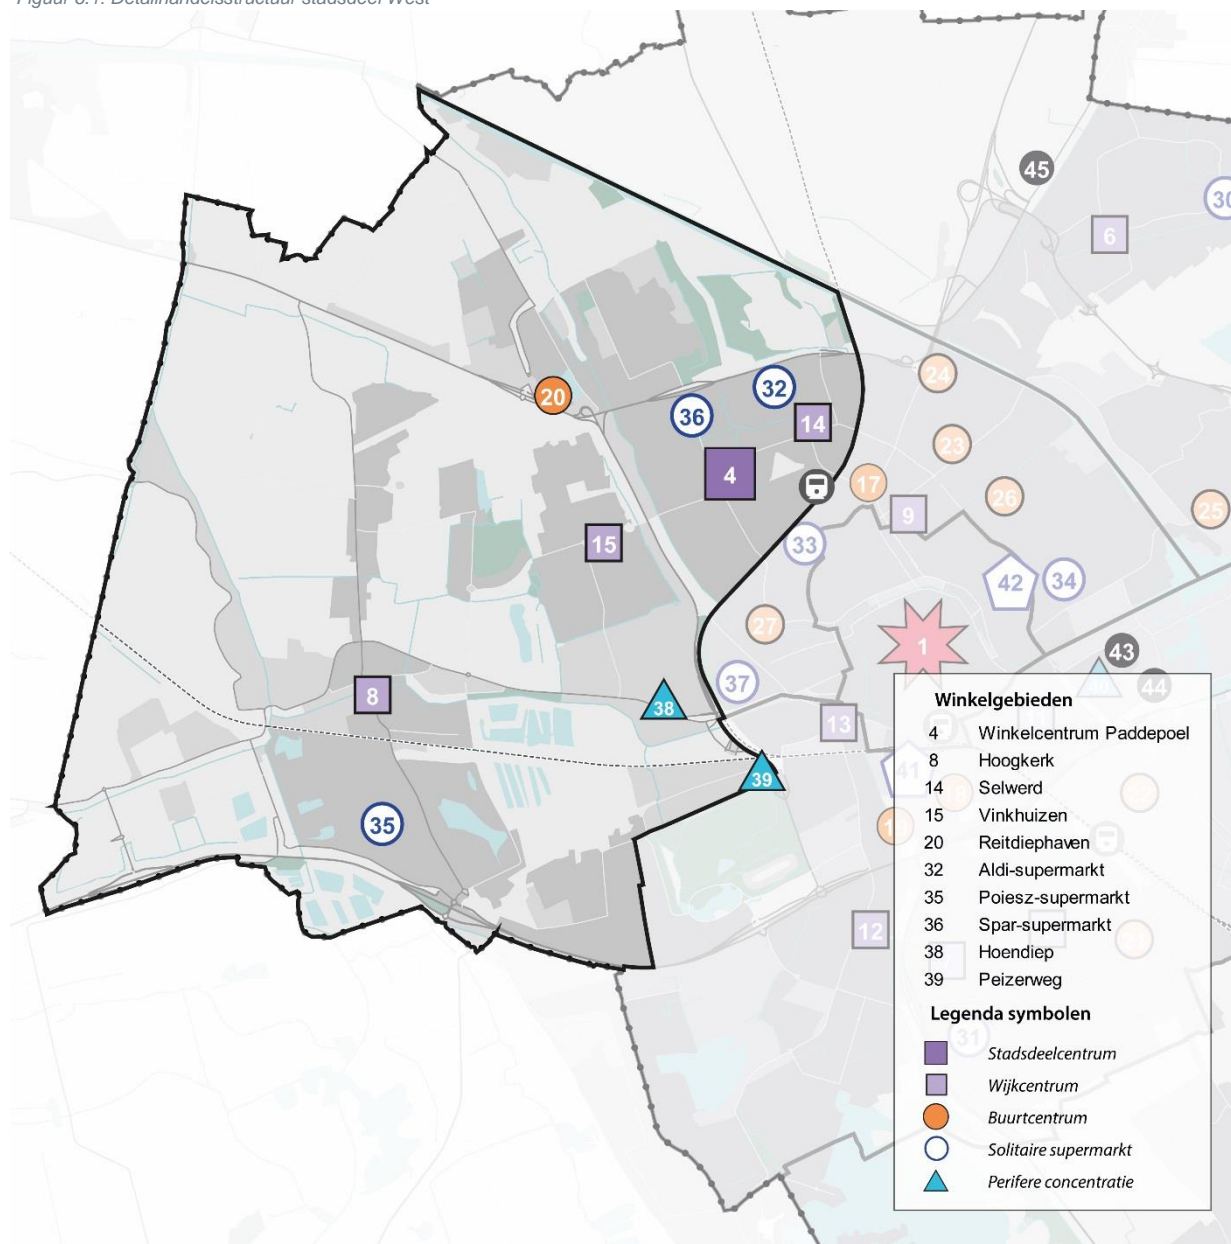 Figuur 6.1: Detailhandelsstructuur stadsdeel West
45
30
6
20
32
36
14
24
4
23
17
26
9
25
15
33
42
34
27
1
43
44
37
8
38
13
39
41
35
12
31
Winkelgebieden
4 Winkelcentrum Paddepoel
8 Hoogkerk
14 Selwerd
15 Vinkhuizen
20 Reitdiephaven
32 Aldi-supermarkt
35 Poiesz-supermarkt
36 Spar-supermarkt
38 Hoendiep
39 Peizerweg
Legenda symbolen
Stadsdeelcentrum
Wijkcentrum
Buurtcentrum
Solitaire supermarkt
Perifere concentratie